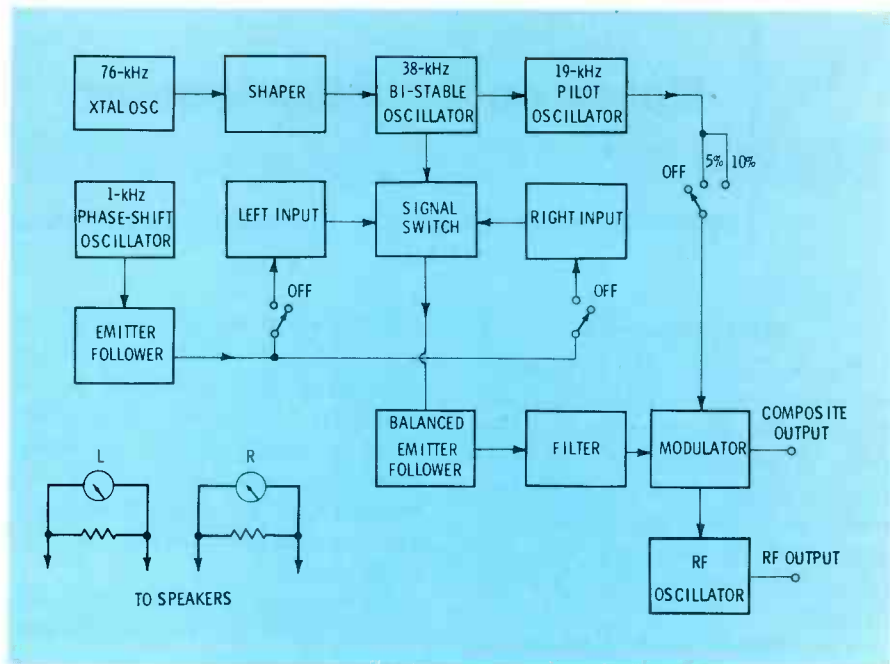 76-kHz
XTAL OSC
SHAPER
38-kHz
BI-STABLE
OSCILLATOR
19-kHz
PILOT
OSCILLATOR
OFF
5%
10%
1-kHz
PHASE-SHIFT
OSCILLATOR
LEFT INPUT
SIGNAL
SWITCH
RIGHT INPUT
OFF
OFF
EMITTER
FOLLOWER
BALANCED
EMITTER
FOLLOWER
FILTER
MODULATOR
COMPOSITE
OUTPUT
L
R
TO SPEAKERS
RF
OSCILLATOR
RF OUTPUT